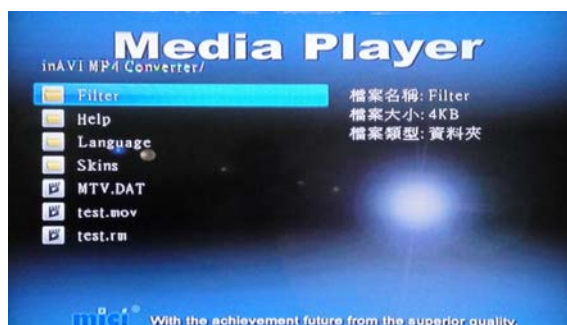 Media Player
inAVI MP4 Converter/
Filter
Help
Language
Skins
MTV.DAT
test.mov
test.rm
檔案名稱: Filter
檔案大小: 4KB
檔案類型: 資料夾
mici
With the achievement future from the superior quality.